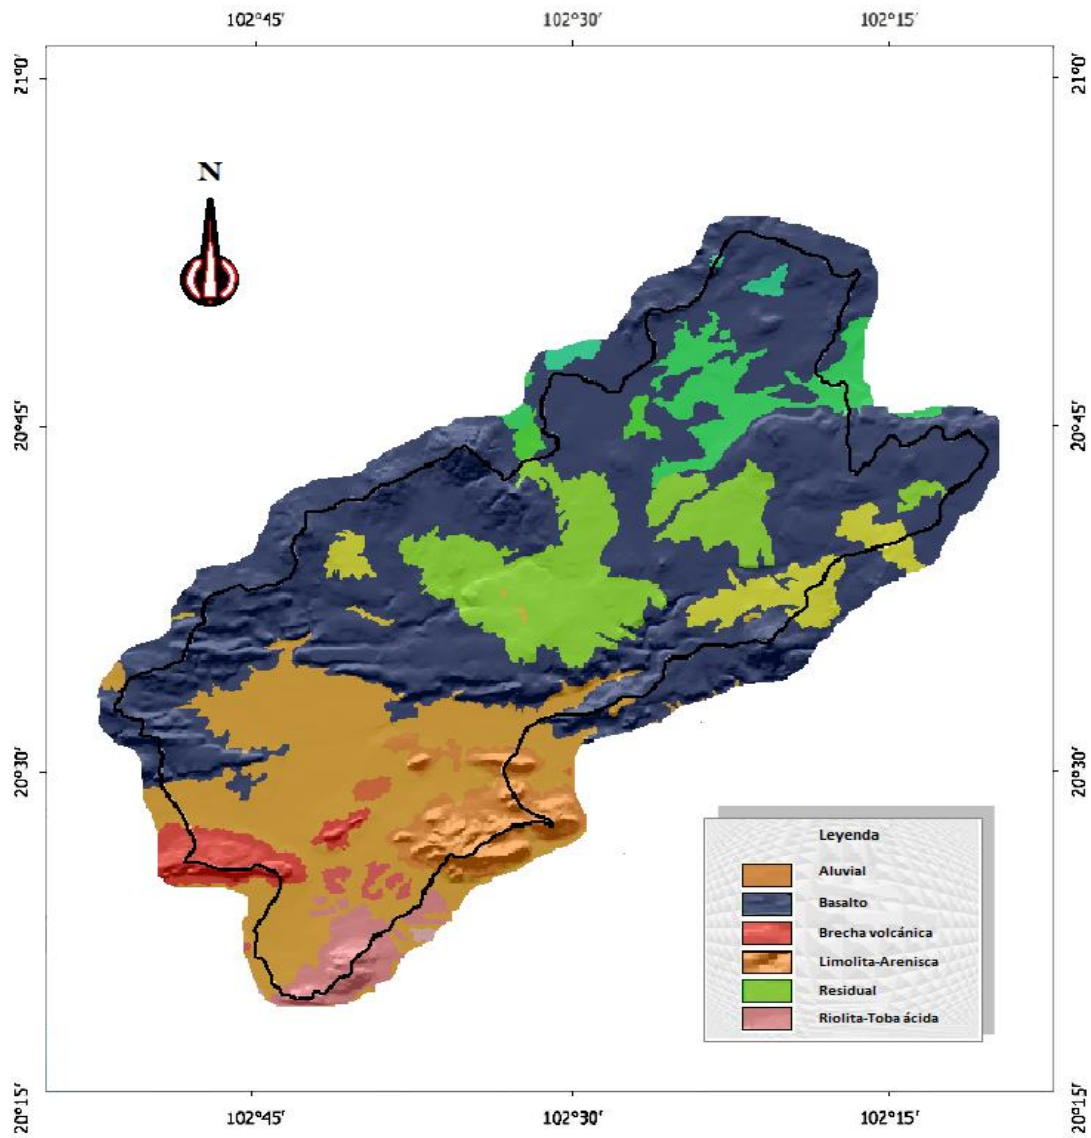 102°45′ 102°30′ 102°15′
21°0′ 21°0′
N
20°45′ 20°45′
20°30′ 20°30′
Leyenda
Aluvial
Basalto
Brecha volcánica
Limolita-Arenisca
Residual
Riolita-Toba ácida
20°15′ 20°15′
102°45′ 102°30′ 102°15′